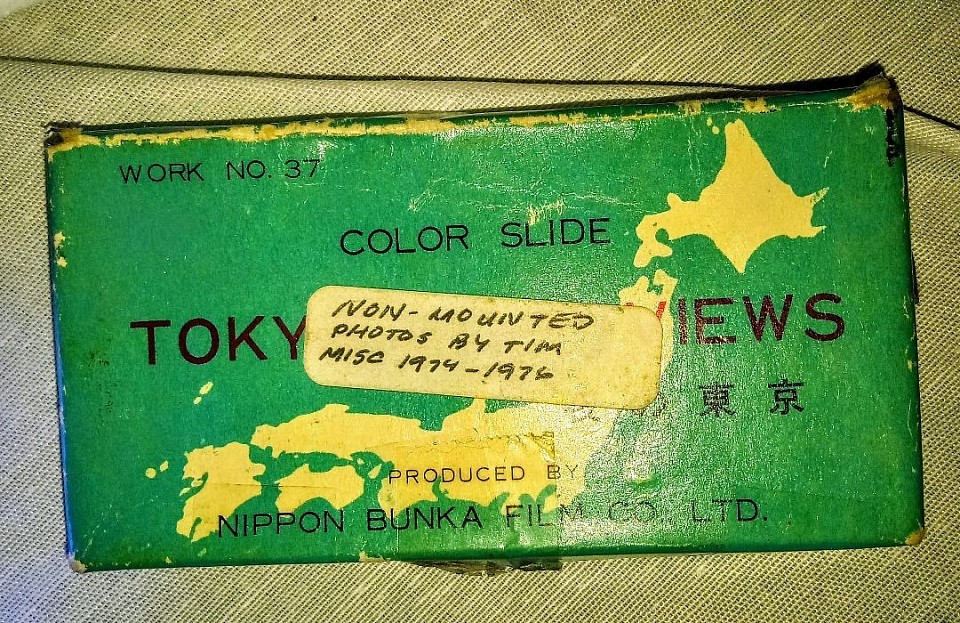 WORK NO. 37
COLOR SLIDE
TOKY IEWS
NON-MOUNTED
PHOTOS BY TIM
MISC 1974-1976
東 京
PRODUCED BY
NIPPON BUNKA FILM CO. LTD.